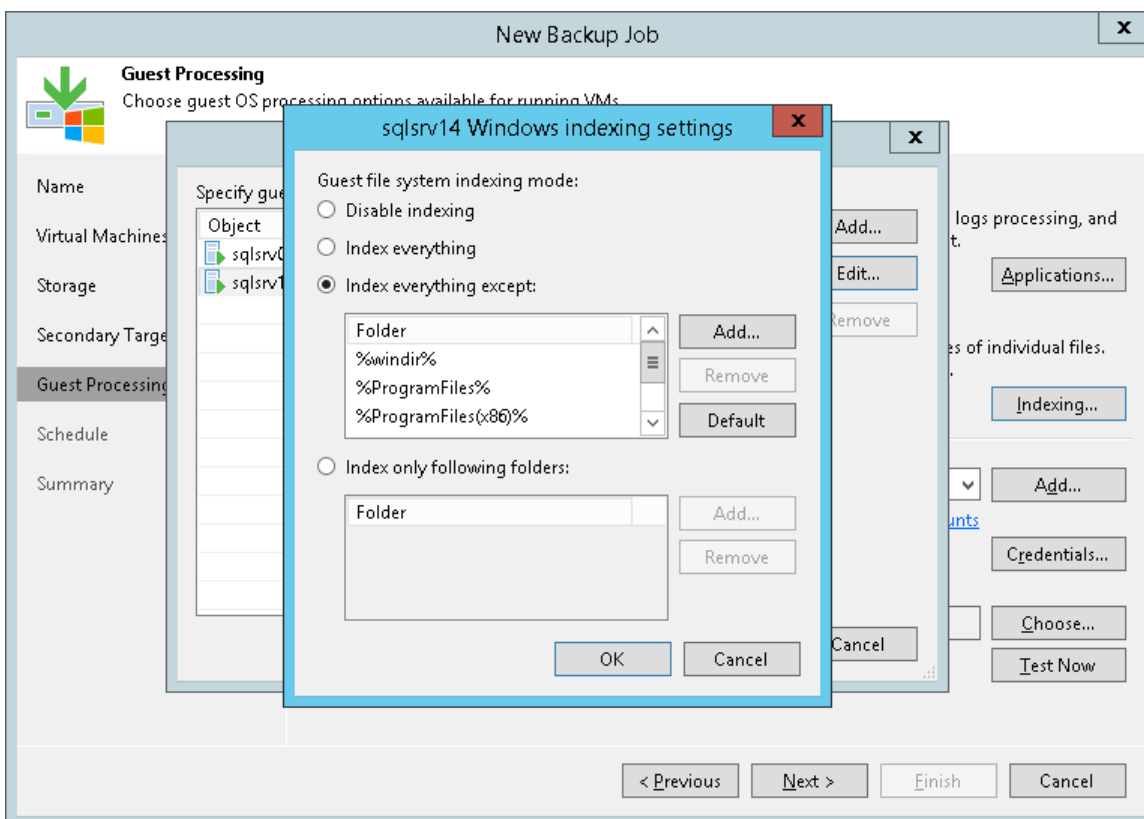 New Backup Job
Guest Processing
Choose guest OS processing options available for running VMs
sqlsrv14 Windows indexing settings
Name
Virtual Machines
Storage
Secondary Targe
Guest Processing
Schedule
Summary
Specify gue
Object
sqlsrv
sqlsrv1
Guest file system indexing mode:
Disable indexing
Index everything
Index everything except:
Folder
%windir%
%ProgramFiles%
%ProgramFiles(x86)%
Add...
Remove
Default
Index only following folders:
Folder
Add...
Remove
OK
Cancel
Add...
Edit...
Remove
Cancel
logs processing, and
t.
Applications...
es of individual files.
Indexing...
Add...
unts
Credentials...
Choose...
Test Now
< Previous
Next >
Finish
Cancel